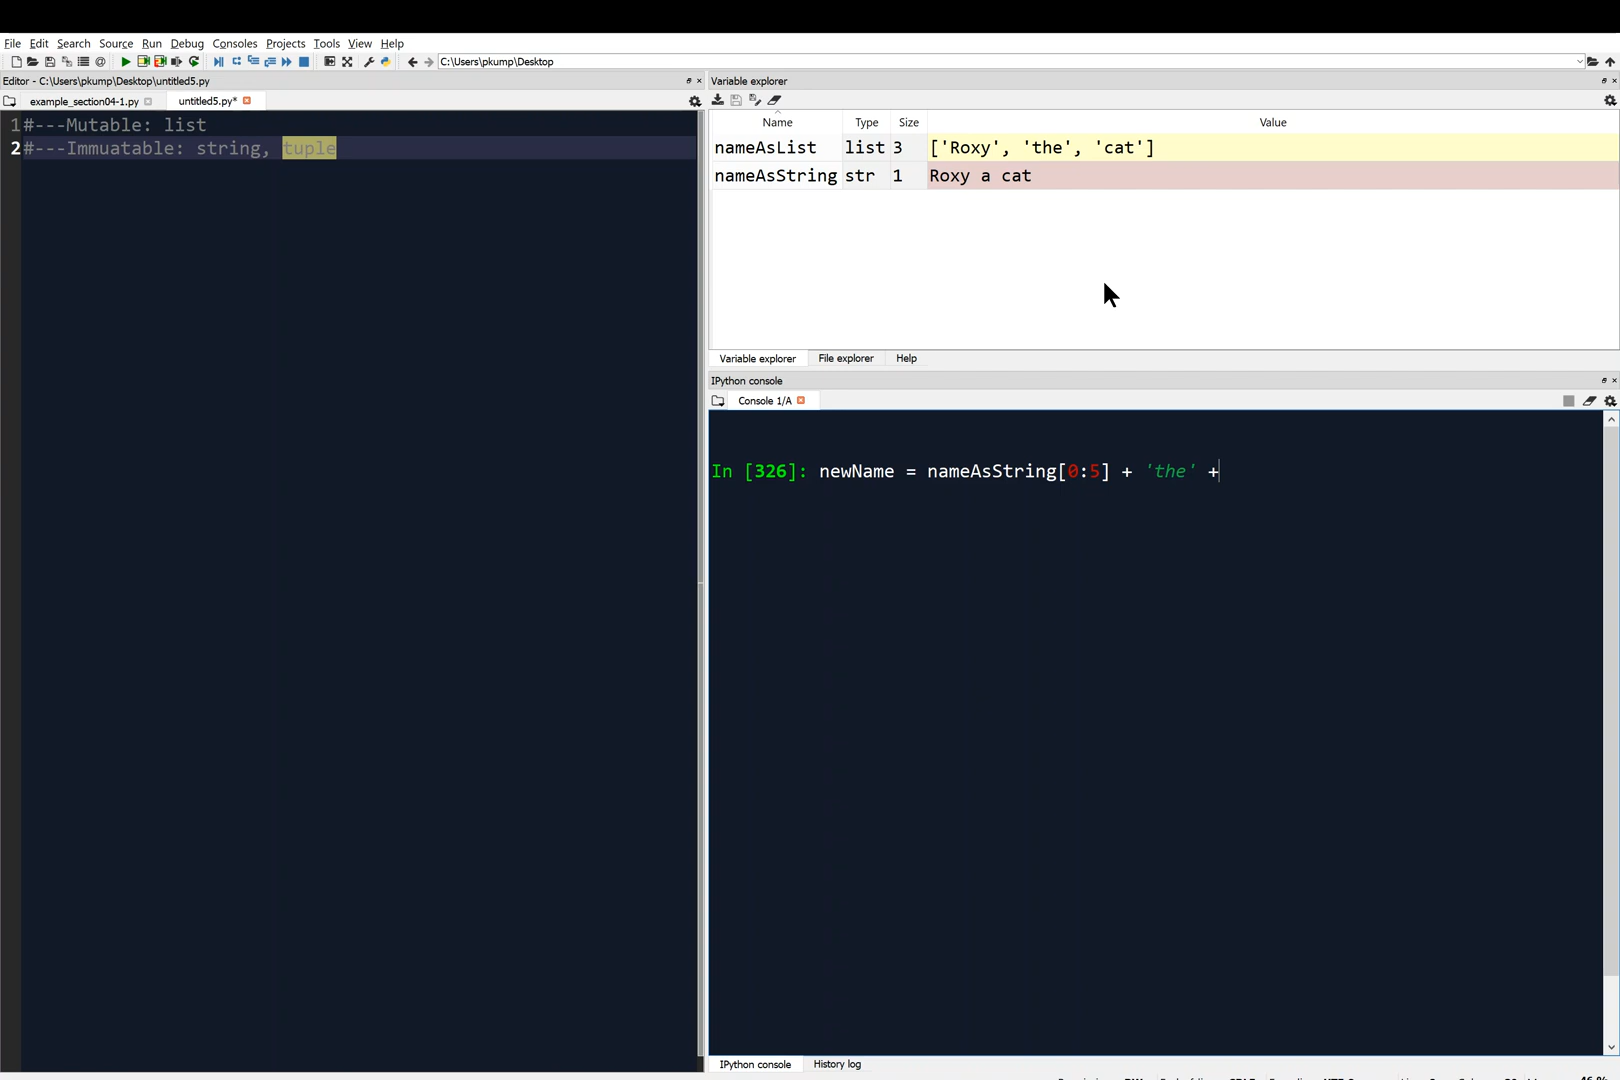 File Edit Search Source Run Debug Consoles Projects Tools View Help
C:\Users\pkump\Desktop
Editor - C:\Users\pkump\Desktop\untitled5.py
example_section04-1.py untitled5.py*
1 #---Mutable: list
2 #---Immuatable: string, tuple
Variable explorer
Name Type Size Value
nameAsList list 3 ['Roxy', 'the', 'cat']
nameAsString str 1 Roxy a cat
Variable explorer File explorer Help
IPython console
Console 1/A
In [326]: newName = nameAsString[0:5] + 'the' +
IPython console History log